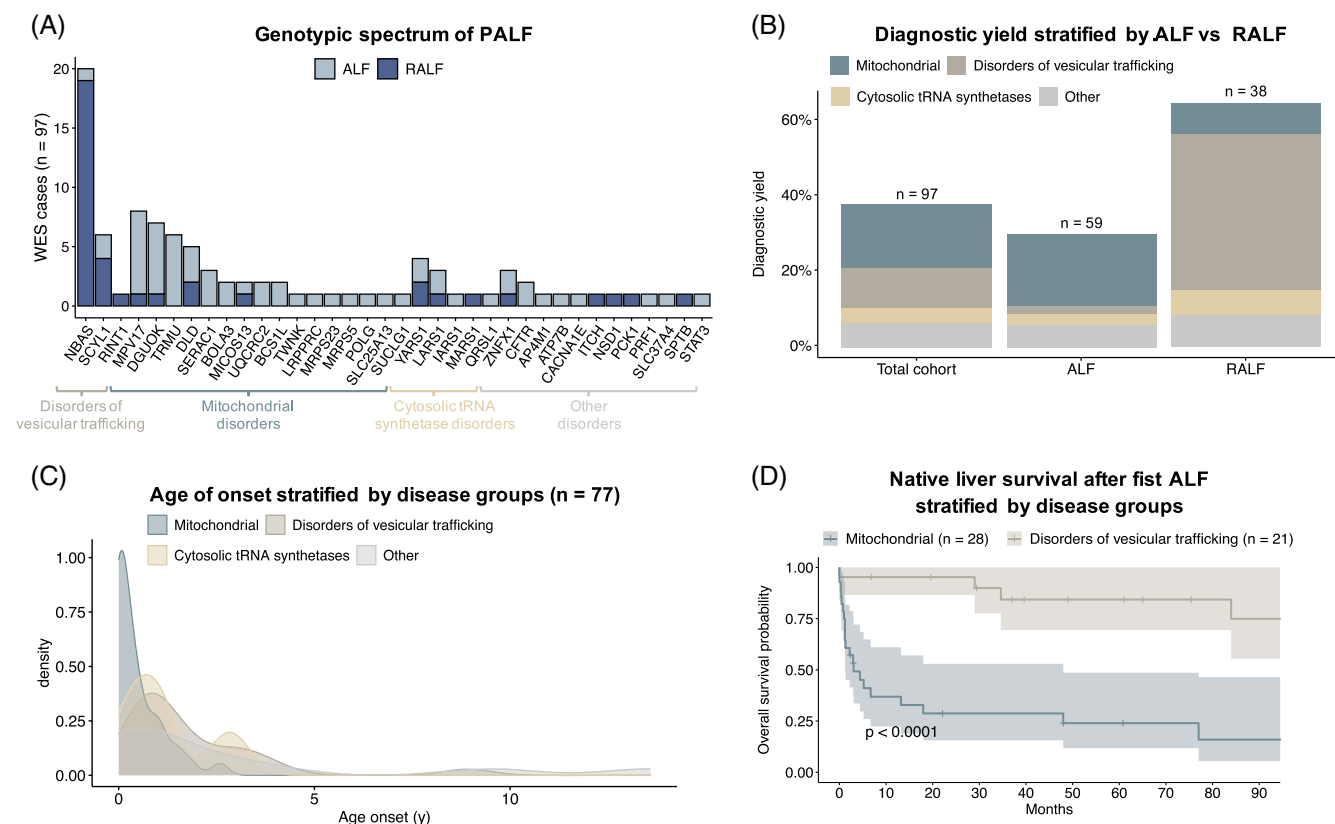 (A)
Genotypic spectrum of PALF
ALF RALF
WES cases (n = 97)
20
15
10
5
0
NBAS
SCYL1
RINT1
MPV17
DGUOK
TRMU
DLD
SERAC1
BOLA3
MICOS13
UQCRC2
BCS1L
TWNK
LRPPRC
MRPS23
MRPS5
POLG
SLC25A13
SUCLG1
YARS1
LARS1
IARS1
MARS1
QRSL1
ZNFX1
CFTR
AP4M1
ATP7B
CACNA1E
ITCH
NSD1
PCK1
PRF1
SLC37A4
SPTB
STAT3
Disorders of
vesicular trafficking
Mitochondrial
disorders
Cytosolic tRNA
synthetase disorders
Other
disorders
(B)
Diagnostic yield stratified by.ALF vs RALF
Mitochondrial Disorders of vesicular trafficking
Cytosolic tRNA synthetases Other
Diagnostic yield
60%
40%
20%
0%
n = 97
n = 59
n = 38
Total cohort ALF RALF
(C)
Age of onset stratified by disease groups (n = 77)
Mitochondrial Disorders of vesicular trafficking
Cytosolic tRNA synthetases Other
density
1.00
0.75
0.50
0.25
0.00
0 5 10
Age onset (y)
(D)
Native liver survival after fist ALF
stratified by disease groups
Mitochondrial (n = 28) Disorders of vesicular trafficking (n = 21)
Overall survival probability
1.00
0.75
0.50
0.25
0.00
p < 0.0001
0 10 20 30 40 50 60 70 80 90
Months